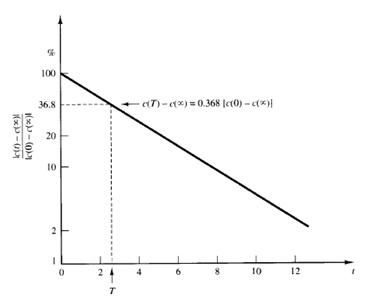 %
100
36.8
c(T) – c(∞) = 0.368 [c(0) – c(∞)]
|c(t) – c(∞)|
|c(0) – c(∞)|
20
10
2
1
0 2 4 6 8 10 12 t
T